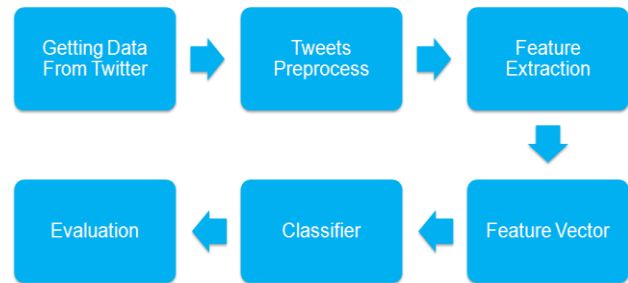 Getting Data
From Twitter
Tweets
Preprocess
Feature
Extraction
Feature Vector
Classifier
Evaluation